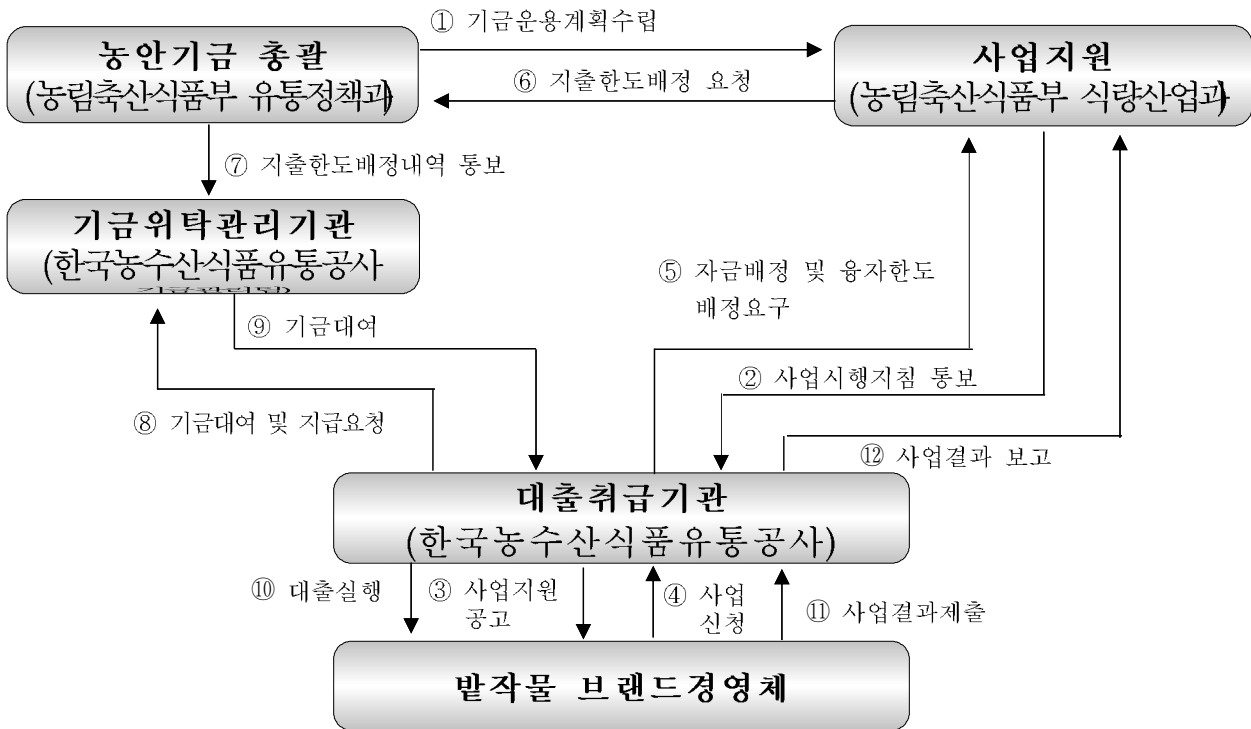 ① 기금운용계획수립
농안기금 총괄
(농림축산식품부 유통정책과)
사업지원
(농림축산식품부 식량산업과)
⑥ 지출한도배정 요청
⑦ 지출한도배정내역 통보
기금위탁관리기관
(한국농수산식품유통공사
⑤ 자금배정 및 융자한도
배정요구
⑨ 기금대여
② 사업시행지침 통보
⑧ 기금대여 및 지급요청
⑫ 사업결과 보고
대출취급기관
(한국농수산식품유통공사)
⑩ 대출실행
③ 사업지원
공고
④ 사업
신청
⑪ 사업결과제출
밭작물 브랜드경영체